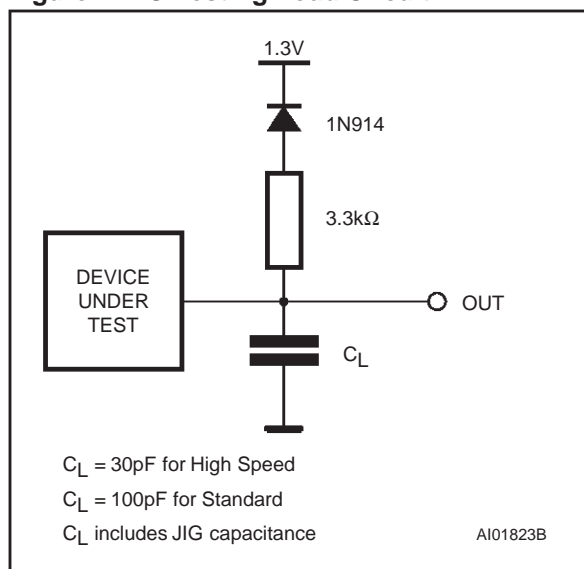 1.3V
1N914
3.3kΩ
DEVICE
UNDER
TEST
OUT
CL
CL = 30pF for High Speed
CL = 100pF for Standard
CL includes JIG capacitance
AI01823B